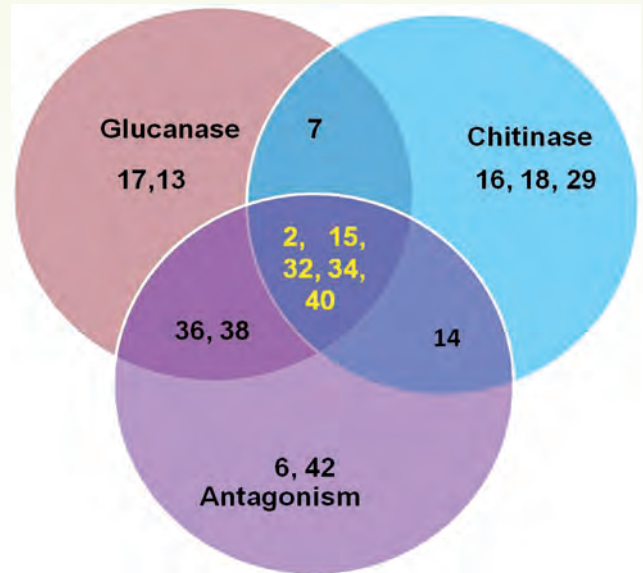 Glucanase
17,13
7
Chitinase
16, 18, 29
2, 15,
32, 34,
40
36, 38
14
6, 42
Antagonism